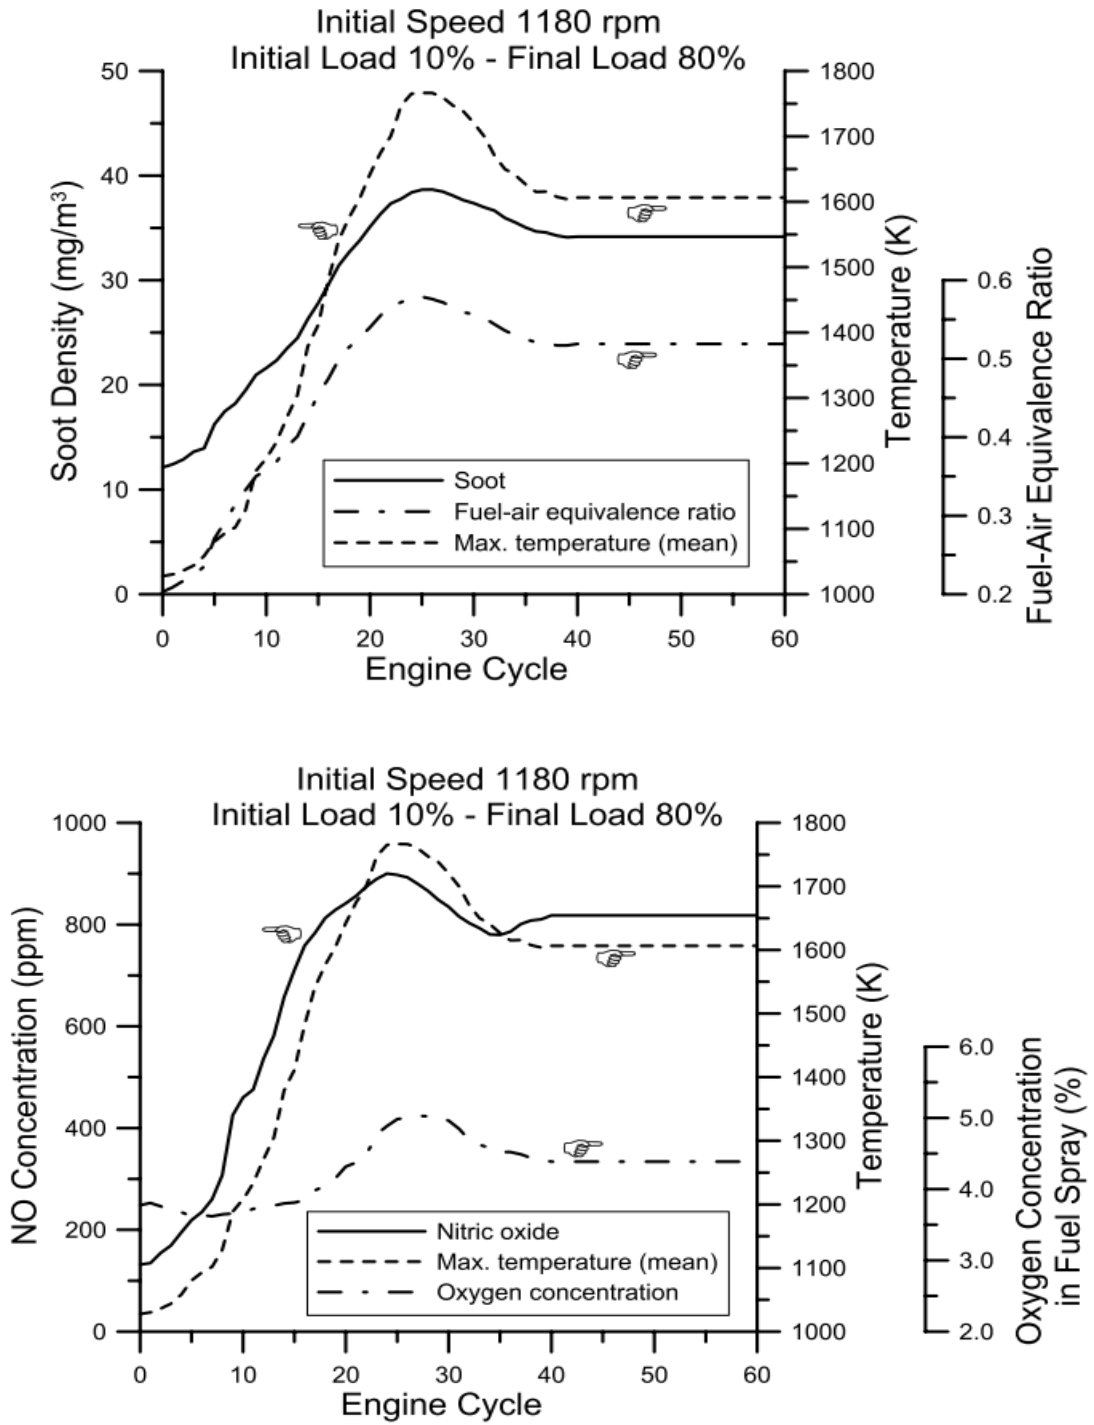 Initial Speed 1180 rpm
Initial Load 10% - Final Load 80%
50
40
30
20
10
0
Soot Density (mg/m³)
1800
1700
1600
1500
1400
1300
1200
1100
1000
Temperature (K)
0.6
0.5
0.4
0.3
0.2
Fuel-Air Equivalence Ratio
Soot
Fuel-air equivalence ratio
Max. temperature (mean)
0 10 20 30 40 50 60
Engine Cycle
Initial Speed 1180 rpm
Initial Load 10% - Final Load 80%
1000
800
600
400
200
0
NO Concentration (ppm)
1800
1700
1600
1500
1400
1300
1200
1100
1000
Temperature (K)
6.0
5.0
4.0
3.0
2.0
Oxygen Concentration
in Fuel Spray (%)
Nitric oxide
Max. temperature (mean)
Oxygen concentration
0 10 20 30 40 50 60
Engine Cycle